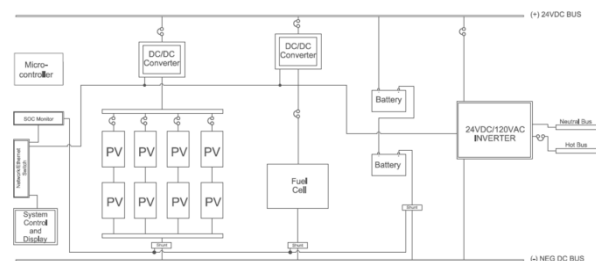 (+) 24VDC BUS
DC/DC
Converter
DC/DC
Converter
Micro-
controller
Battery
SOC Monitor
24VDC/120VAC
INVERTER
Neutral Bus
Hot Bus
PV PV PV PV
Battery
Network/Ethernet
Switch
Fuel
Cell
PV PV PV PV
System
Control
and
Display
Shunt
Shunt
Shunt
(-) NEG DC BUS